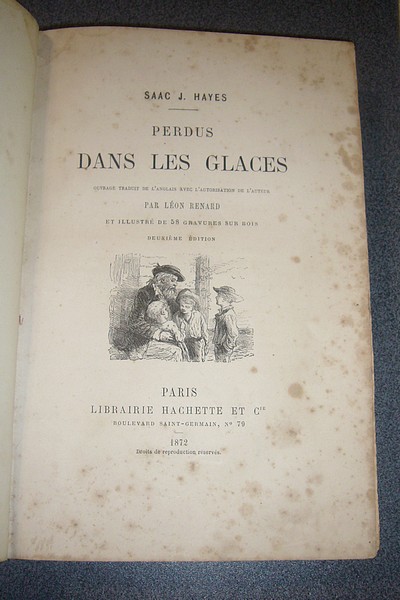 SAAC J. HAYES
PERDUS
DANS LES GLACES
OUVRAGE TRADUIT DE L'ANGLAIS AVEC L'AUTORISATION DE L'AUTEUR
PAR LÉON RENARD
ET ILLUSTRÉ DE 58 GRAVURES SUR BOIS
DEUXIÈME ÉDITION
PARIS
LIBRAIRIE HACHETTE ET Cie
BOULEVARD SAINT-GERMAIN, No 79
1872
Droits de reproduction réservés.